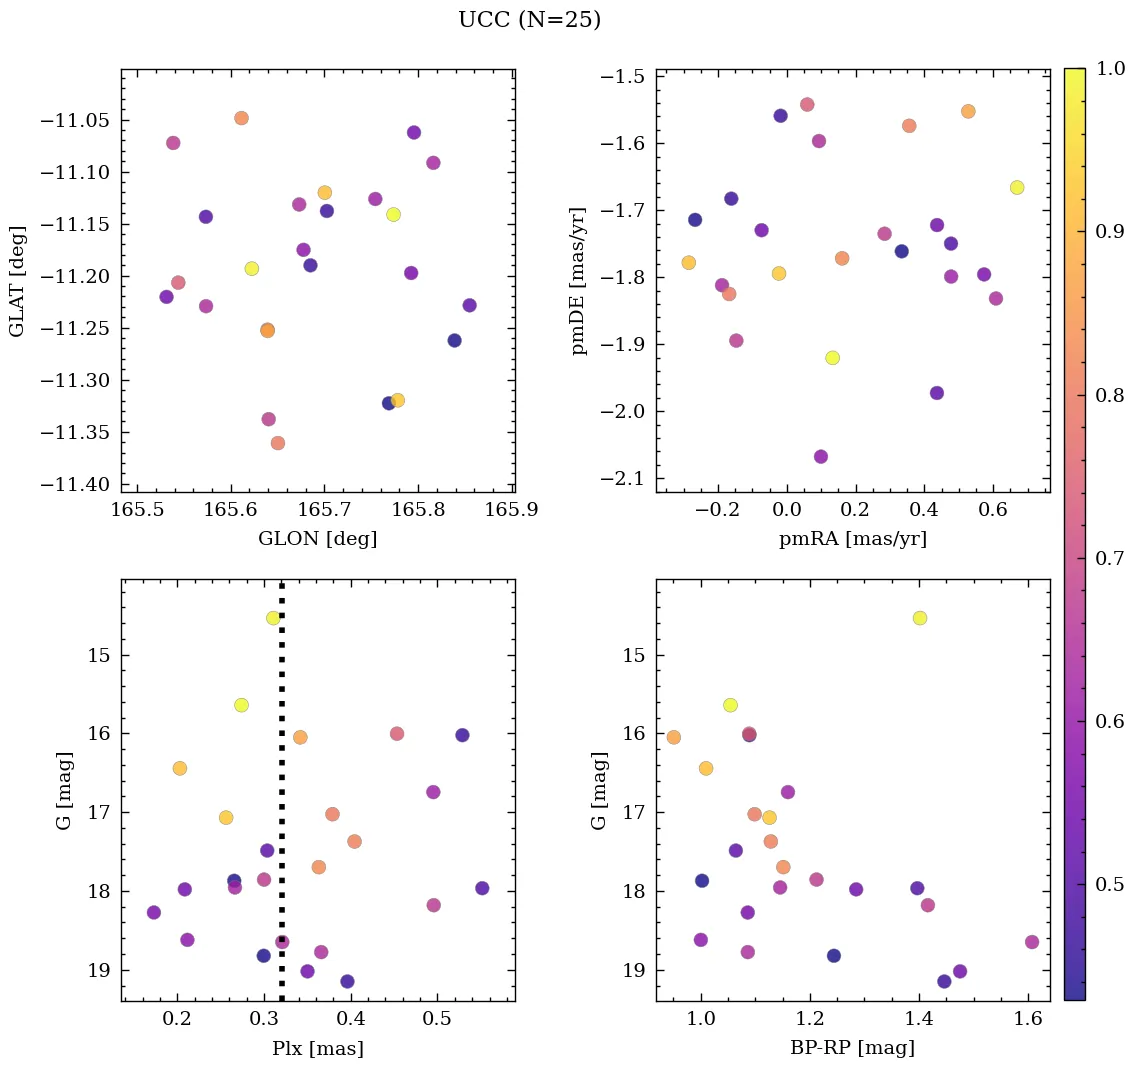 UCC (N=25)
−11.05
−11.10
−11.15
−11.20
−11.25
−11.30
−11.35
−11.40
GLAT [deg]
165.5 165.6 165.7 165.8 165.9
GLON [deg]
−1.5
−1.6
−1.7
−1.8
−1.9
−2.0
−2.1
pmDE [mas/yr]
−0.2 0.0 0.2 0.4 0.6
pmRA [mas/yr]
15
16
17
18
19
G [mag]
0.2 0.3 0.4 0.5
Plx [mas]
15
16
17
18
19
G [mag]
1.0 1.2 1.4 1.6
BP-RP [mag]
1.0
0.9
0.8
0.7
0.6
0.5